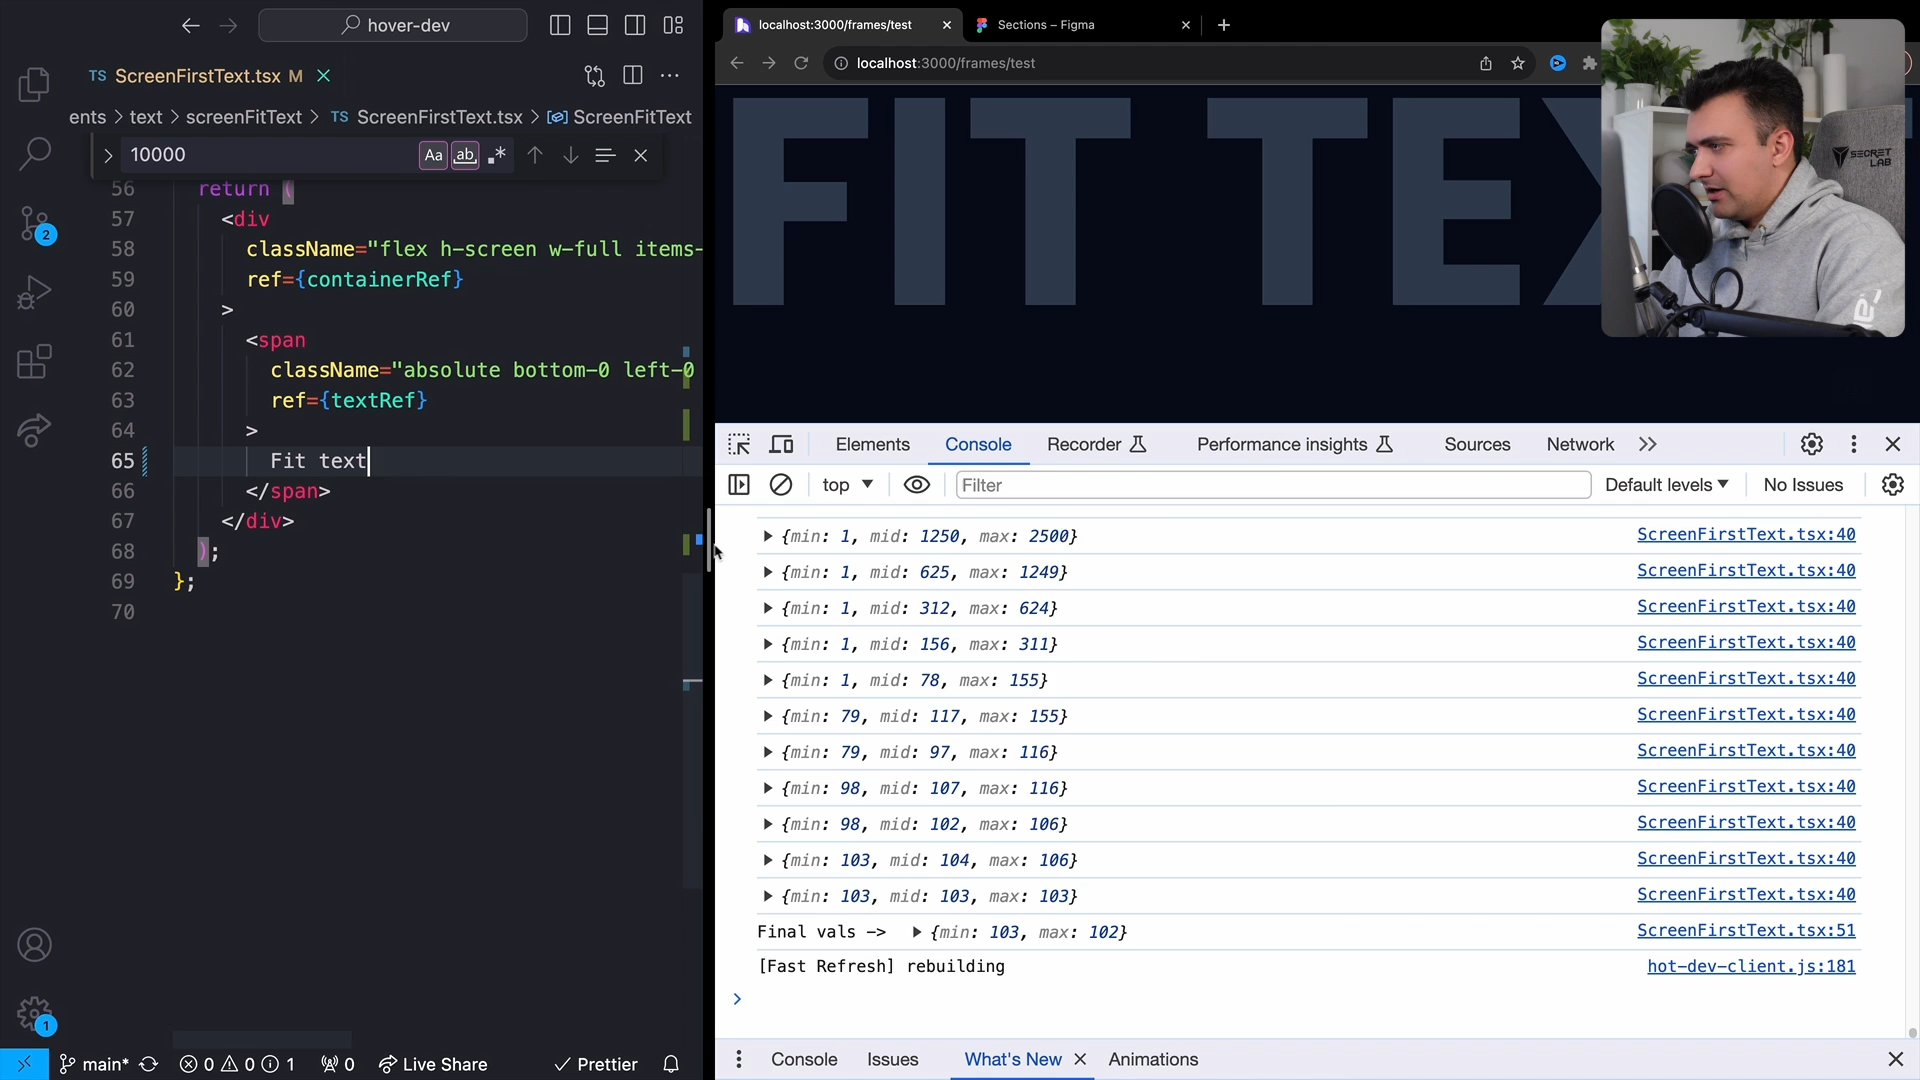 hover-dev
TS ScreenFirstText.tsx M
ents > text > screenFitText > TS ScreenFirstText.tsx > ScreenFitText
10000
Aa ab .*
56 return (
57 <div
58 className="flex h-screen w-full items-
59 ref={containerRef}
60 >
61 <span
62 className="absolute bottom-0 left-0
63 ref={textRef}
64 >
65 Fit text
66 </span>
67 </div>
68 );
69 };
70
2
1
main* 0 0 1 0 Live Share Prettier
localhost:3000/frames/test
Sections – Figma
localhost:3000/frames/test
FIT TEX
SECRET
LAB
Elements Console Recorder Performance insights Sources Network
top Filter Default levels No Issues
{min: 1, mid: 1250, max: 2500} ScreenFirstText.tsx:40
{min: 1, mid: 625, max: 1249} ScreenFirstText.tsx:40
{min: 1, mid: 312, max: 624} ScreenFirstText.tsx:40
{min: 1, mid: 156, max: 311} ScreenFirstText.tsx:40
{min: 1, mid: 78, max: 155} ScreenFirstText.tsx:40
{min: 79, mid: 117, max: 155} ScreenFirstText.tsx:40
{min: 79, mid: 97, max: 116} ScreenFirstText.tsx:40
{min: 98, mid: 107, max: 116} ScreenFirstText.tsx:40
{min: 98, mid: 102, max: 106} ScreenFirstText.tsx:40
{min: 103, mid: 104, max: 106} ScreenFirstText.tsx:40
{min: 103, mid: 103, max: 103} ScreenFirstText.tsx:40
Final vals -> {min: 103, max: 102} ScreenFirstText.tsx:51
[Fast Refresh] rebuilding hot-dev-client.js:181
Console Issues What's New Animations